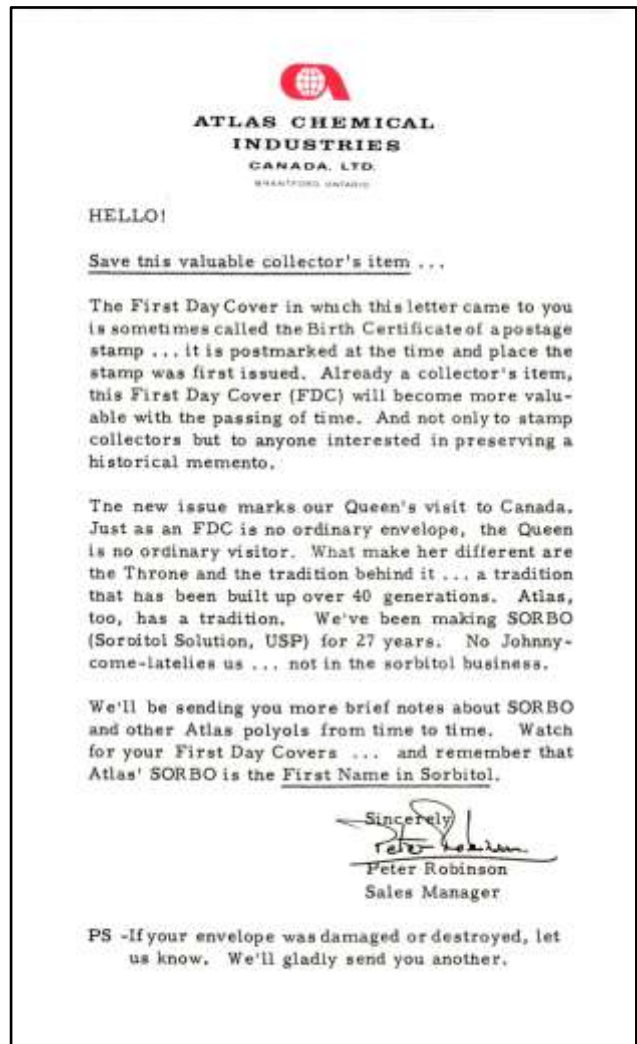 ATLAS CHEMICAL
INDUSTRIES
CANADA, LTD.
BRANTFORD, ONTARIO
HELLO!
Save this valuable collector's item ...
The First Day Cover in which this letter came to you
is sometimes called the Birth Certificate of a postage
stamp ... it is postmarked at the time and place the
stamp was first issued. Already a collector's item,
this First Day Cover (FDC) will become more valu-
able with the passing of time. And not only to stamp
collectors but to anyone interested in preserving a
historical memento.
The new issue marks our Queen's visit to Canada.
Just as an FDC is no ordinary envelope, the Queen
is no ordinary visitor. What make her different are
the Throne and the tradition behind it ... a tradition
that has been built up over 40 generations. Atlas,
too, has a tradition. We've been making SORBO
(Sorbitol Solution, USP) for 27 years. No Johnny-
come-latelies us ... not in the sorbitol business.
We'll be sending you more brief notes about SORBO
and other Atlas polyols from time to time. Watch
for your First Day Covers ... and remember that
Atlas' SORBO is the First Name in Sorbitol.
Sincerely
Peter Robinson
Peter Robinson
Sales Manager
PS -If your envelope was damaged or destroyed, let
us know. We'll gladly send you another.